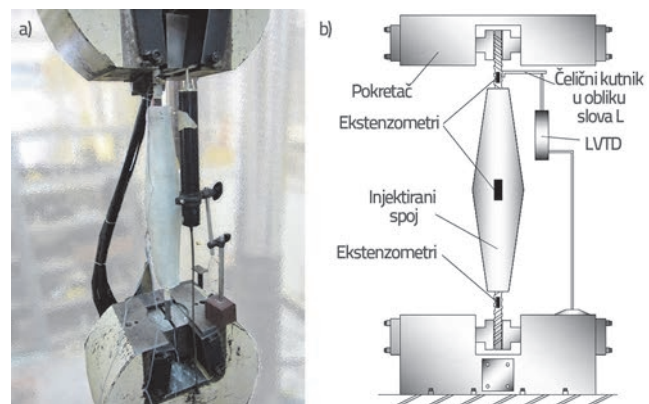 a)
b)
Pokretač
Čelični kutnik
u obliku
slova L
Ekstenzometri
LVTD
Injektirani
spoj
Ekstenzometri